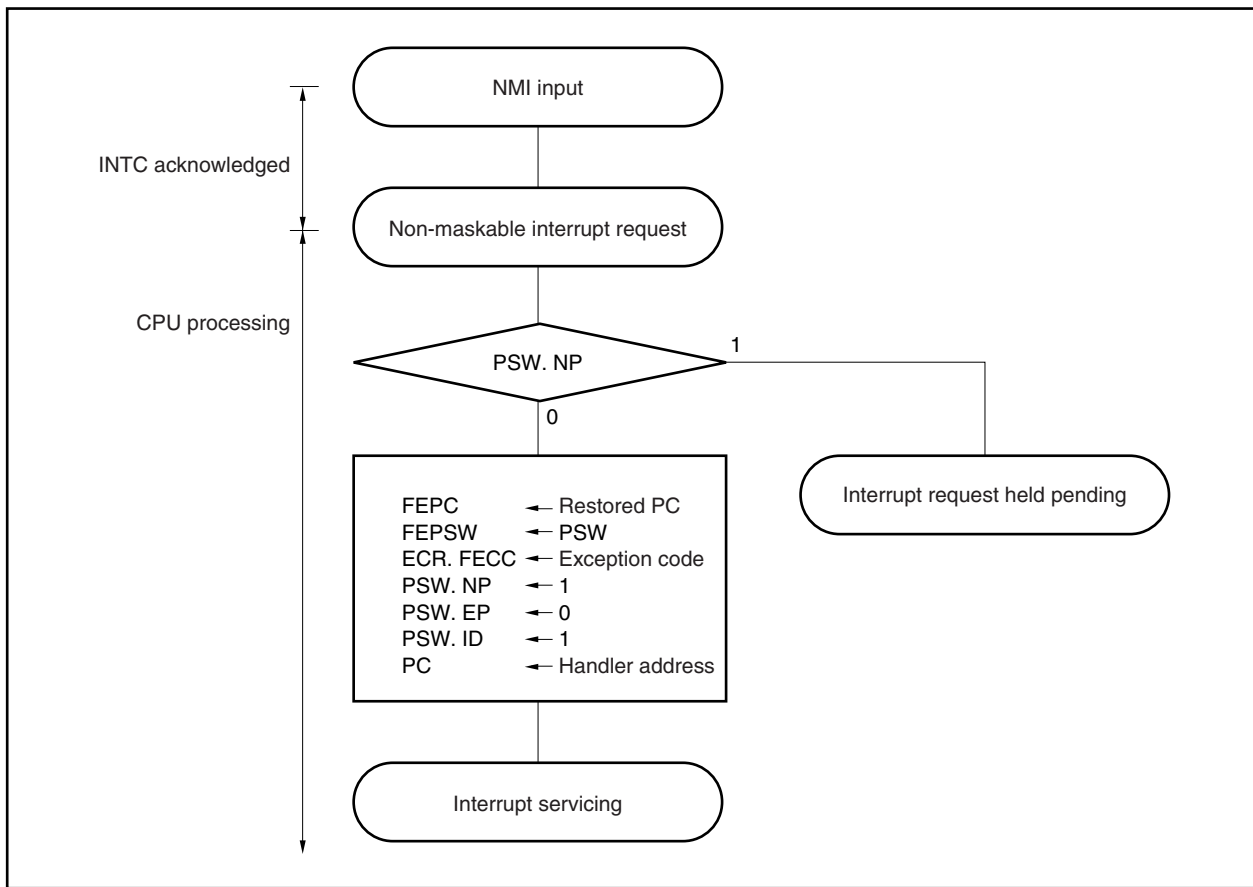 NMI input
INTC acknowledged
Non-maskable interrupt request
CPU processing
PSW. NP
1
0
FEPC ← Restored PC
FEPSW ← PSW
ECR. FECC ← Exception code
PSW. NP ← 1
PSW. EP ← 0
PSW. ID ← 1
PC ← Handler address
Interrupt request held pending
Interrupt servicing